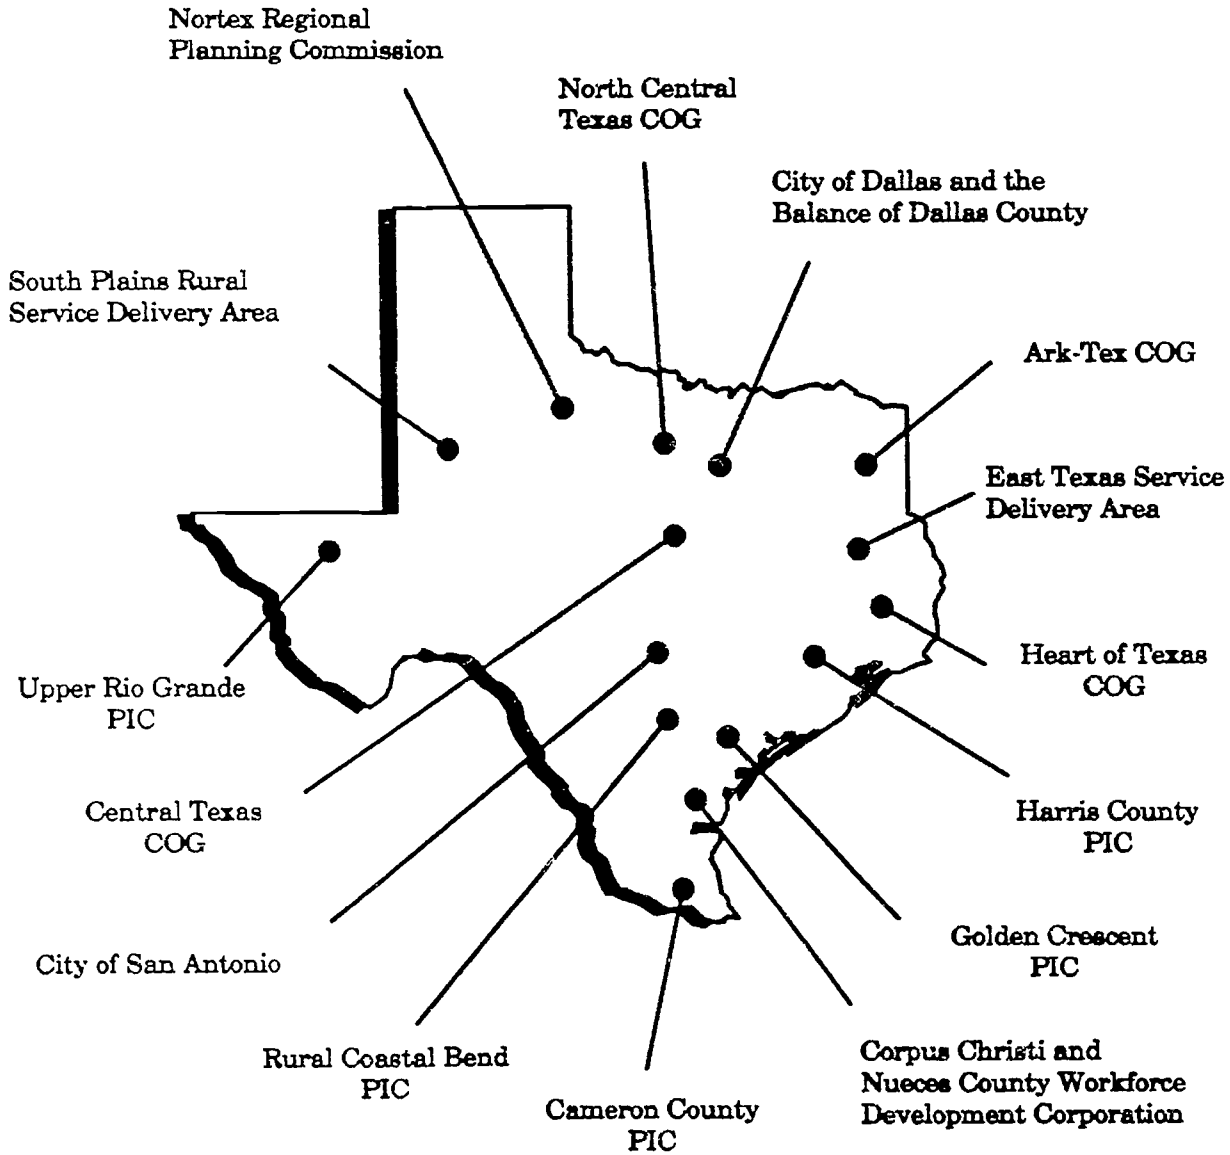 Nortex Regional
Planning Commission
North Central
Texas COG
City of Dallas and the
Balance of Dallas County
South Plains Rural
Service Delivery Area
Ark-Tex COG
East Texas Service
Delivery Area
Heart of Texas
COG
Upper Rio Grande
PIC
Central Texas
COG
Harris County
PIC
City of San Antonio
Golden Crescent
PIC
Rural Coastal Bend
PIC
Corpus Christi and
Nueces County Workforce
Development Corporation
Cameron County
PIC